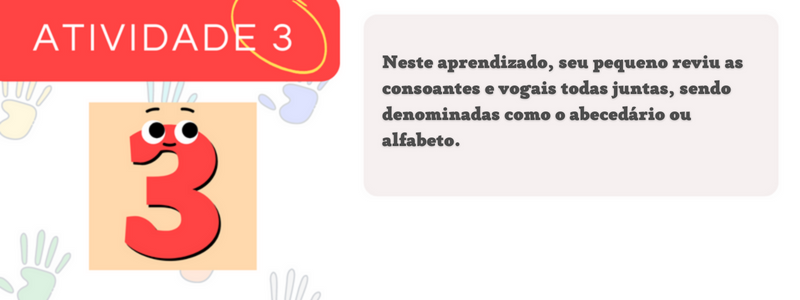 ATIVIDADE 3
3
Neste aprendizado, seu pequeno reviu as
consoantes e vogais todas juntas, sendo
denominadas como o abecedário ou
alfabeto.